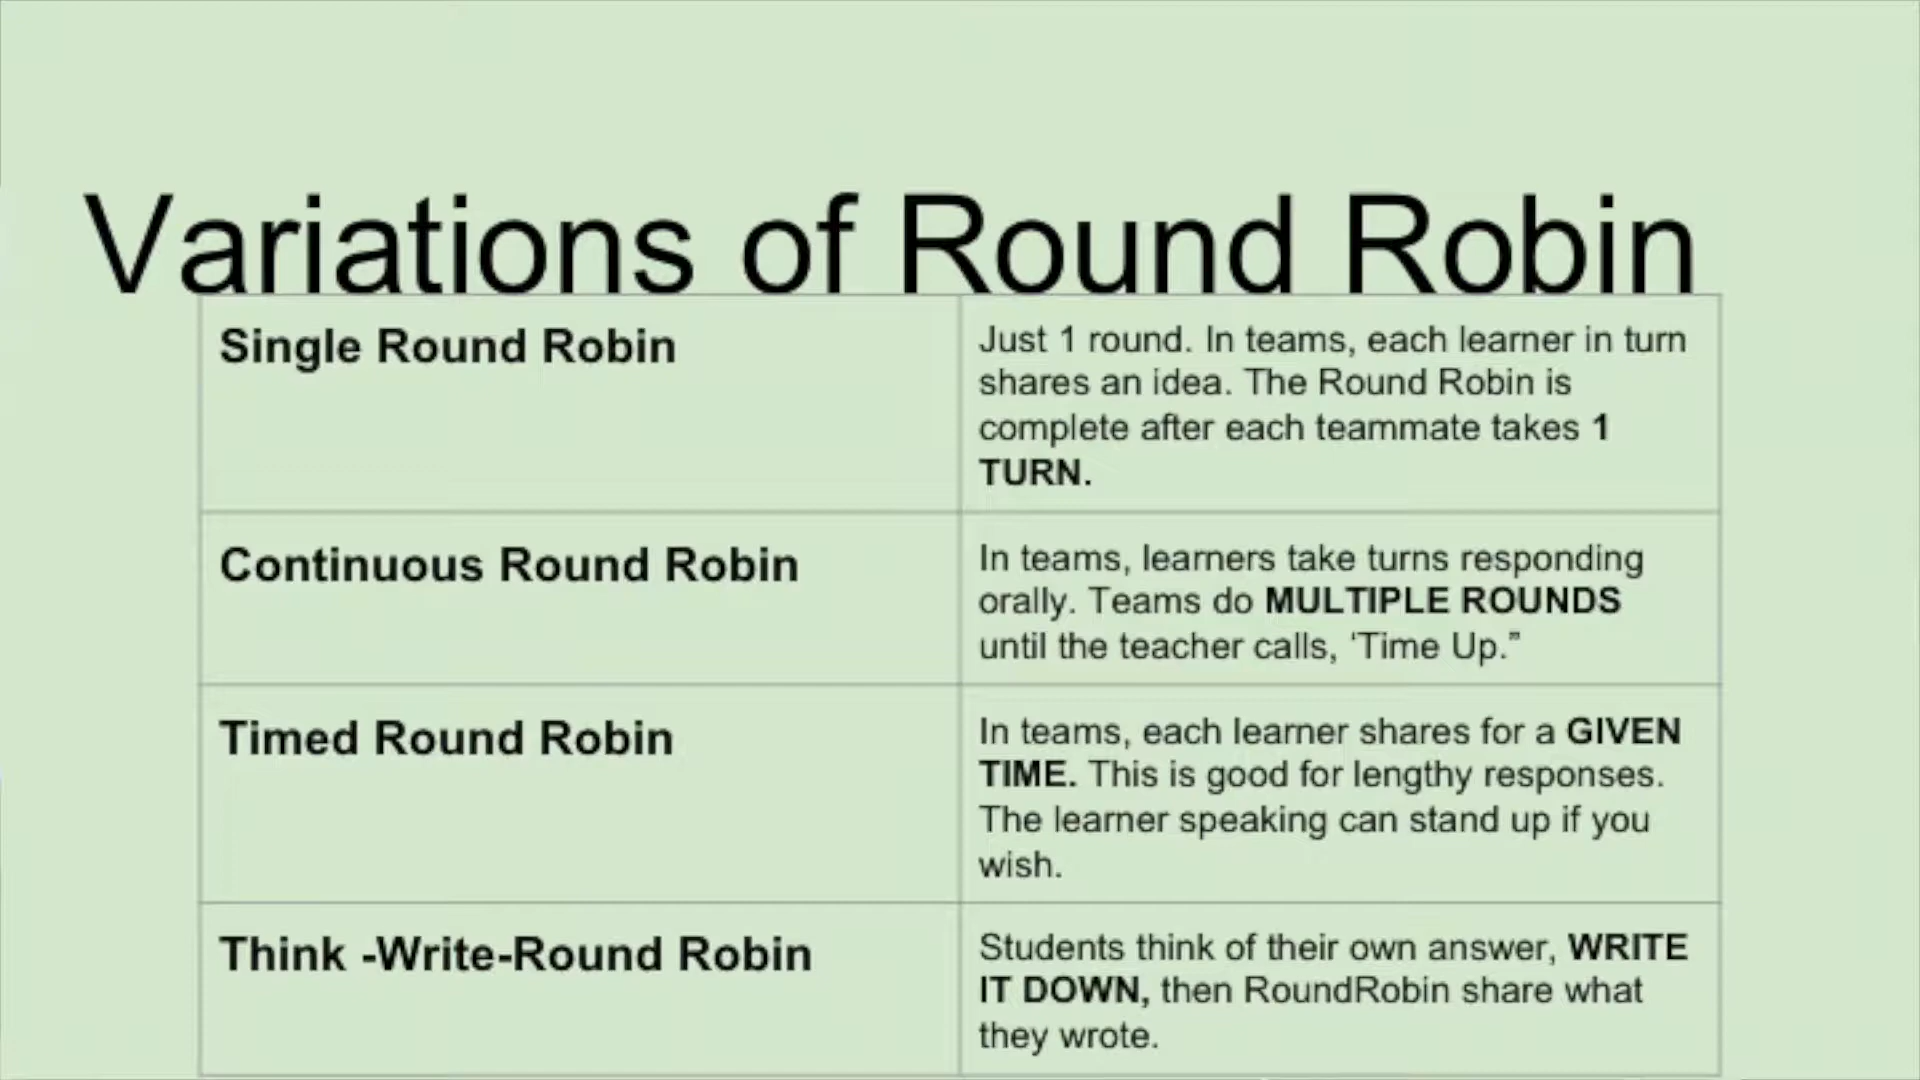 Variations of Round Robin
Single Round Robin
Just 1 round. In teams, each learner in turn
shares an idea. The Round Robin is
complete after each teammate takes 1
TURN.
Continuous Round Robin
In teams, learners take turns responding
orally. Teams do MULTIPLE ROUNDS
until the teacher calls, ‘Time Up.”
Timed Round Robin
In teams, each learner shares for a GIVEN
TIME. This is good for lengthy responses.
The learner speaking can stand up if you
wish.
Think -Write-Round Robin
Students think of their own answer, WRITE
IT DOWN, then RoundRobin share what
they wrote.